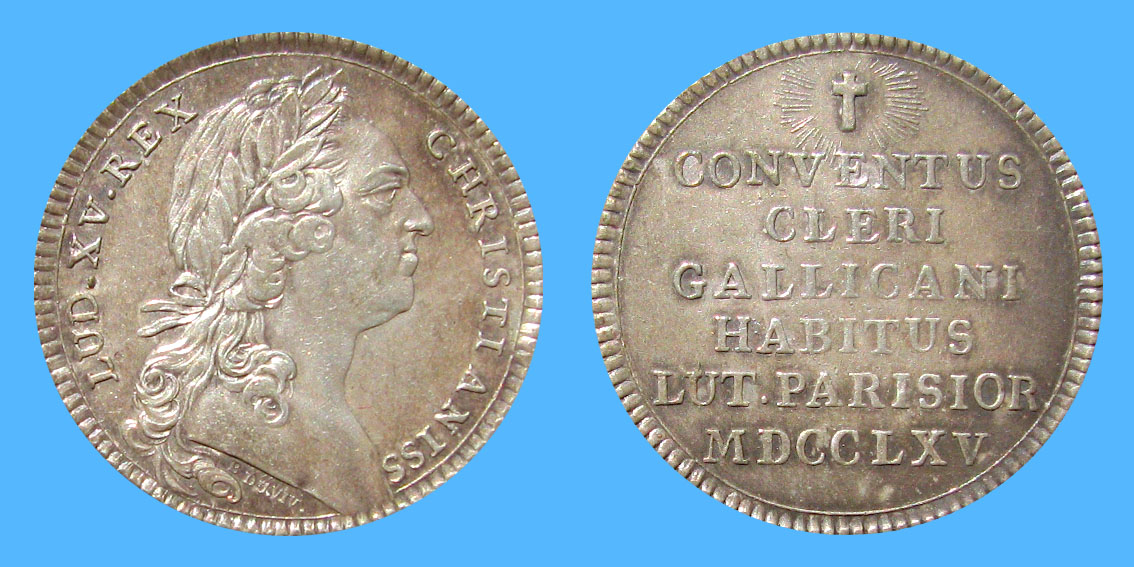 LUD·XV·REX
CHRISTIANISS
CONVENTUS
CLERI
GALLICANI
HABITUS
LUT.PARISIOR
MDCCLXV